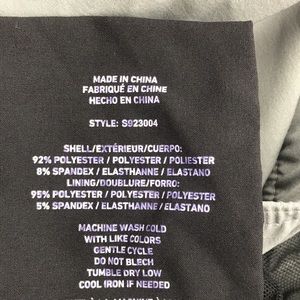 MADE IN CHINA
FABRIQUÉ EN CHINE
HECHO EN CHINA
STYLE: S923004
SHELL/EXTÉRIEUR/CUERPO:
92% POLYESTER / POLYESTER / POLIESTER
8% SPANDEX / ELASTHANNE / ELASTANO
LINING/DOUBLURE/FORRO:
95% POLYESTER / POLYESTER / POLYESTER
5% SPANDEX / ELASTHANNE / ELASTANO
MACHINE WASH COLD
WITH LIKE COLORS
GENTLE CYCLE
DO NOT BLECH
TUMBLE DRY LOW
COOL IRON IF NEEDED